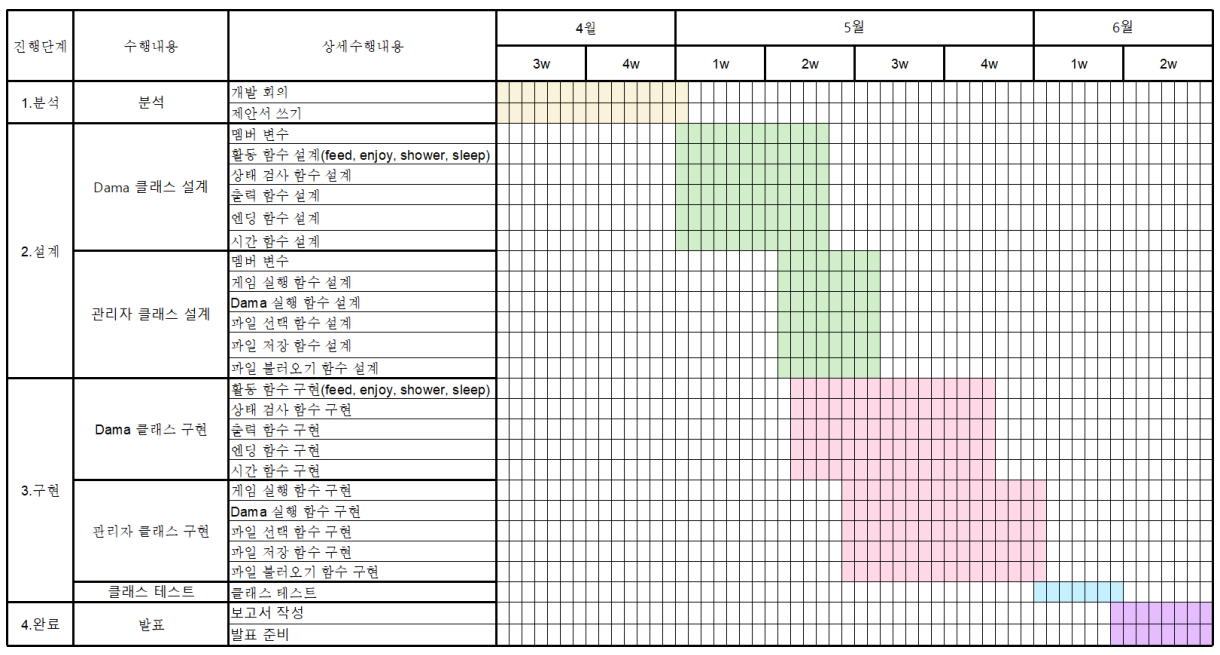 진행단계 수행내용 상세수행내용 4월 5월 6월
3w 4w 1w 2w 3w 4w 1w 2w
1.분석 분석 개발 회의
제안서 쓰기
2.설계 Dama 클래스 설계 멤버 변수
활동 함수 설계(feed, enjoy, shower, sleep)
상태 검사 함수 설계
출력 함수 설계
엔딩 함수 설계
시간 함수 설계
관리자 클래스 설계 멤버 변수
게임 실행 함수 설계
Dama 실행 함수 설계
파일 선택 함수 설계
파일 저장 함수 설계
파일 불러오기 함수 설계
3.구현 Dama 클래스 구현 활동 함수 구현(feed, enjoy, shower, sleep)
상태 검사 함수 구현
출력 함수 구현
엔딩 함수 구현
시간 함수 구현
관리자 클래스 구현 게임 실행 함수 구현
Dama 실행 함수 구현
파일 선택 함수 구현
파일 저장 함수 구현
파일 불러오기 함수 구현
클래스 테스트 클래스 테스트
4.완료 발표 보고서 작성
발표 준비